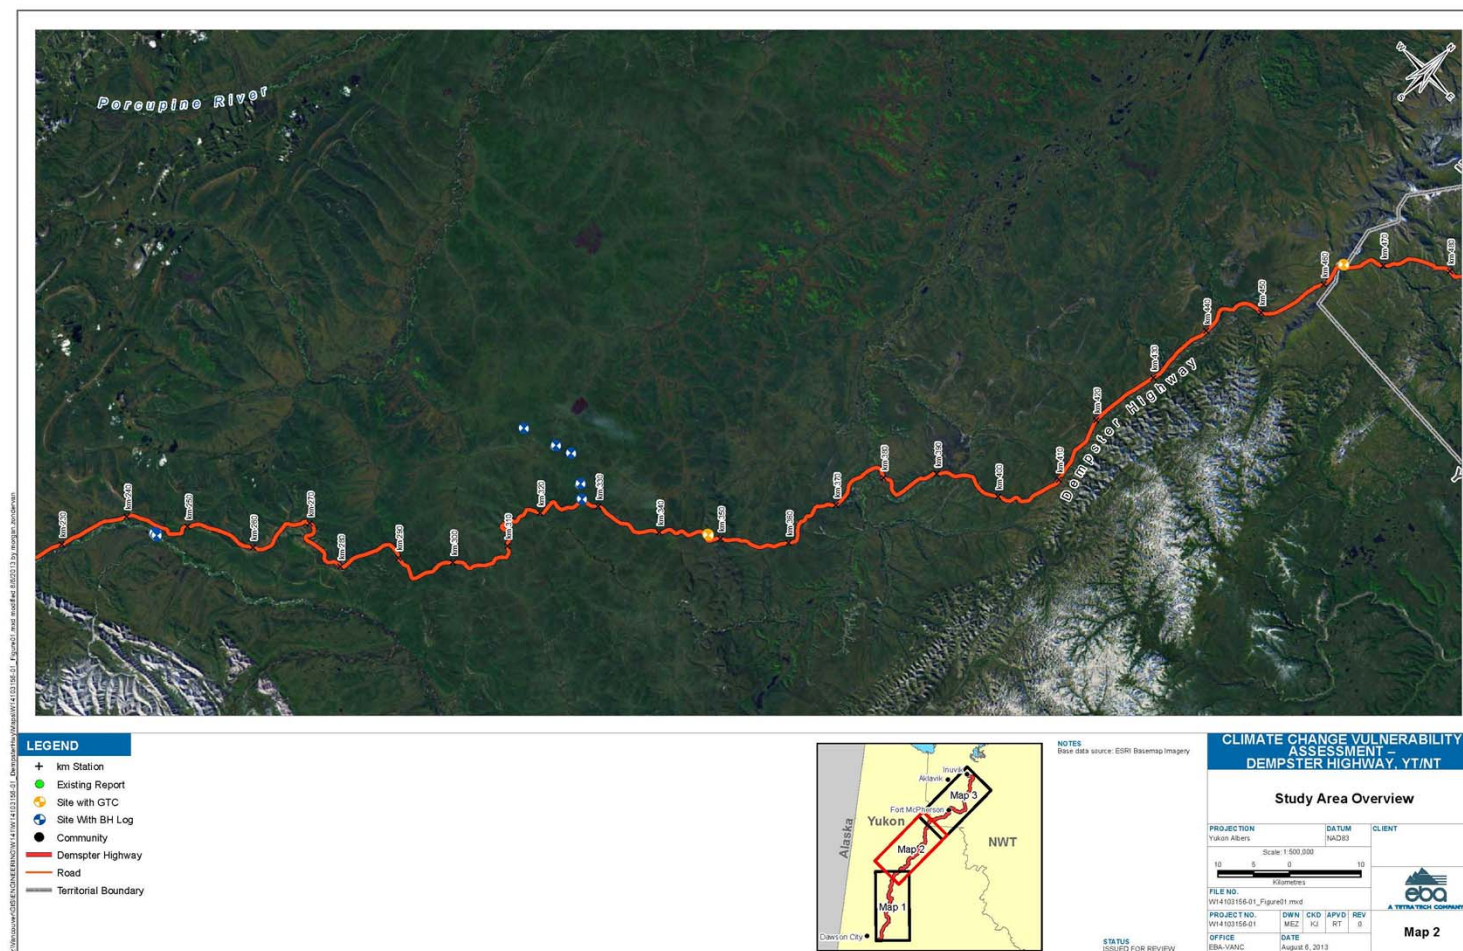 Porcupine River
km 230
km 240
km 250
km 260
km 270
km 280
km 290
km 300
km 310
km 320
km 330
km 340
km 350
km 360
km 370
km 380
km 390
km 400
km 410
km 420
km 430
km 440
km 450
km 460
km 470
km 480
Dempster Highway
LEGEND
km Station
Existing Report
Site with GTC
Site With BH Log
Community
Demspter Highway
Road
Territorial Boundary
Alaska
Yukon
NWT
Inuvik
Aklavik
Fort McPherson
Map 3
Map 2
Map 1
Dawson City
NOTES
Base data source: ESRI Basemap Imagery
STATUS
ISSUED FOR REVIEW
CLIMATE CHANGE VULNERABILITY
ASSESSMENT –
DEMPSTER HIGHWAY, YT/NT
Study Area Overview
PROJECTION
Yukon Albers
DATUM
NAD83
CLIENT
Scale: 1:500,000
10 5 0 10
Kilometres
FILE NO.
W14103156-01_Figure01.mxd
PROJECT NO.
W14103156-01
DWN
MEZ
CKD
KJ
APVD
RT
REV
0
OFFICE
EBA-VANC
DATE
August 6, 2013
eba
A TETRA TECH COMPANY
Map 2